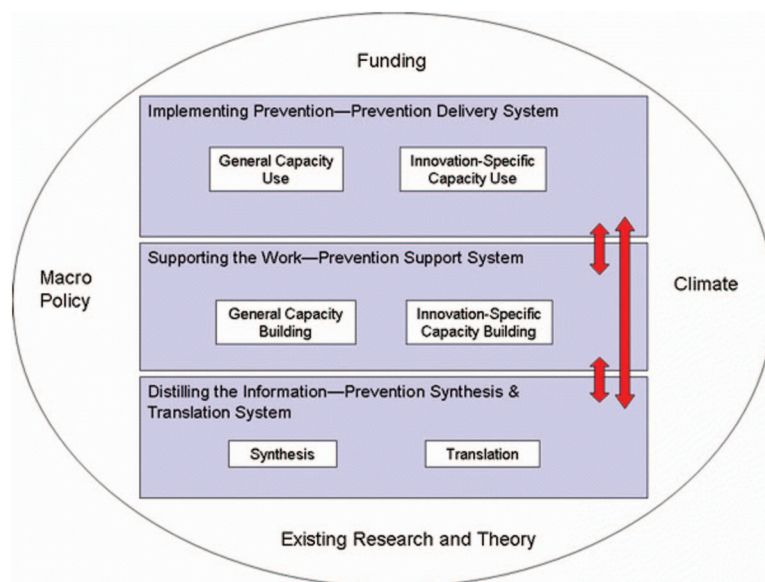 Funding
Implementing Prevention—Prevention Delivery System
General Capacity
Use
Innovation-Specific
Capacity Use
Macro
Policy
Supporting the Work—Prevention Support System
Climate
General Capacity
Building
Innovation-Specific
Capacity Building
Distilling the Information—Prevention Synthesis &
Translation System
Synthesis
Translation
Existing Research and Theory